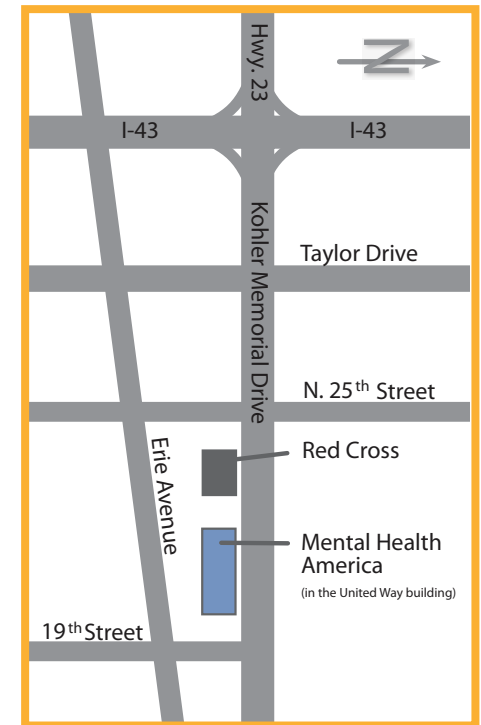 Hwy. 23
N
I-43
I-43
Kohler Memorial Drive
Taylor Drive
N. 25th Street
Red Cross
Erie Avenue
Mental Health
America
(in the United Way building)
19th Street